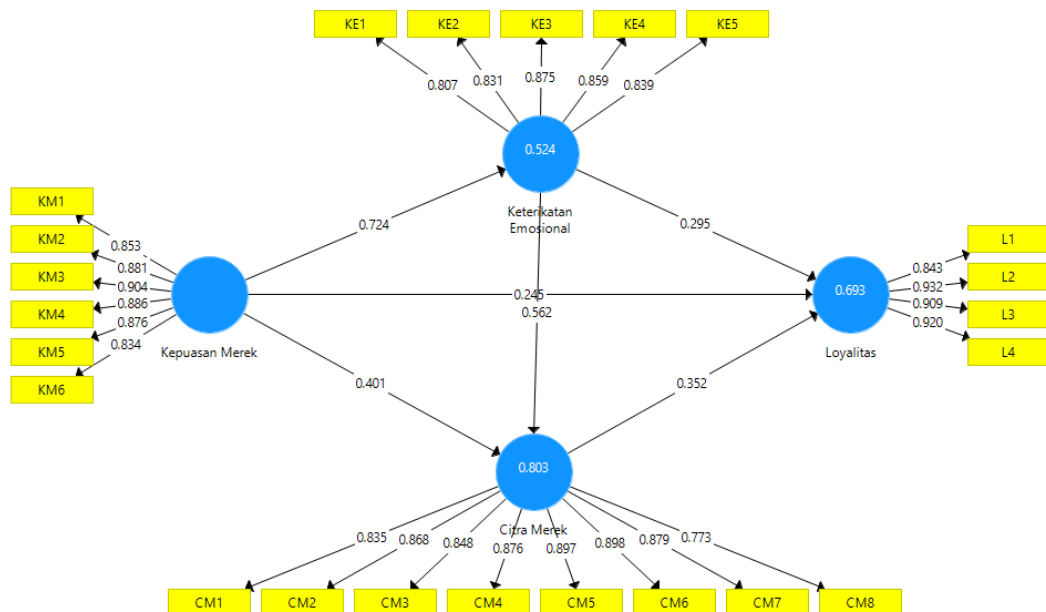 KE1 KE2 KE3 KE4 KE5
0.807 0.831 0.875 0.859 0.839
0.524
Keterikatan
Emosional
KM1
KM2
KM3
KM4
KM5
KM6
0.853
0.881
0.904
0.886
0.876
0.834
Kepuasan Merek
0.724
0.295
0.245
0.562
0.401
0.352
0.693
Loyalitas
0.843
0.932
0.909
0.920
L1
L2
L3
L4
0.803
Citra Merek
0.835 0.868 0.848 0.876 0.897 0.898 0.879 0.773
CM1 CM2 CM3 CM4 CM5 CM6 CM7 CM8